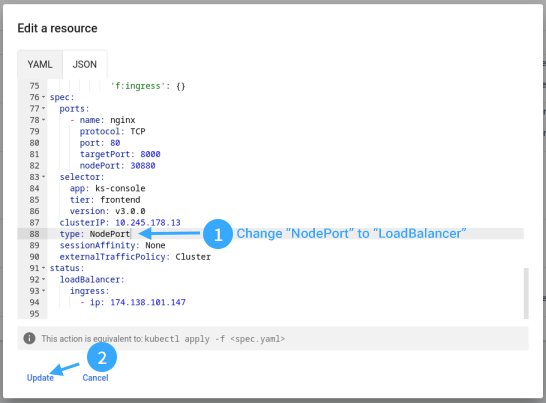 Edit a resource
YAML JSON
75 'f:ingress': {}
76 spec:
77 ports:
78 - name: nginx
79 protocol: TCP
80 port: 80
81 targetPort: 8000
82 nodePort: 30880
83 selector:
84 app: ks-console
85 tier: frontend
86 version: v3.0.0
87 clusterIP: 10.245.178.13
88 type: NodePort
1 Change “NodePort” to “LoadBalancer”
89 sessionAffinity: None
90 externalTrafficPolicy: Cluster
91 status:
92 loadBalancer:
93 ingress:
94 - ip: 174.138.101.147
95
This action is equivalent to: kubectl apply -f <spec.yaml>
2
Update Cancel